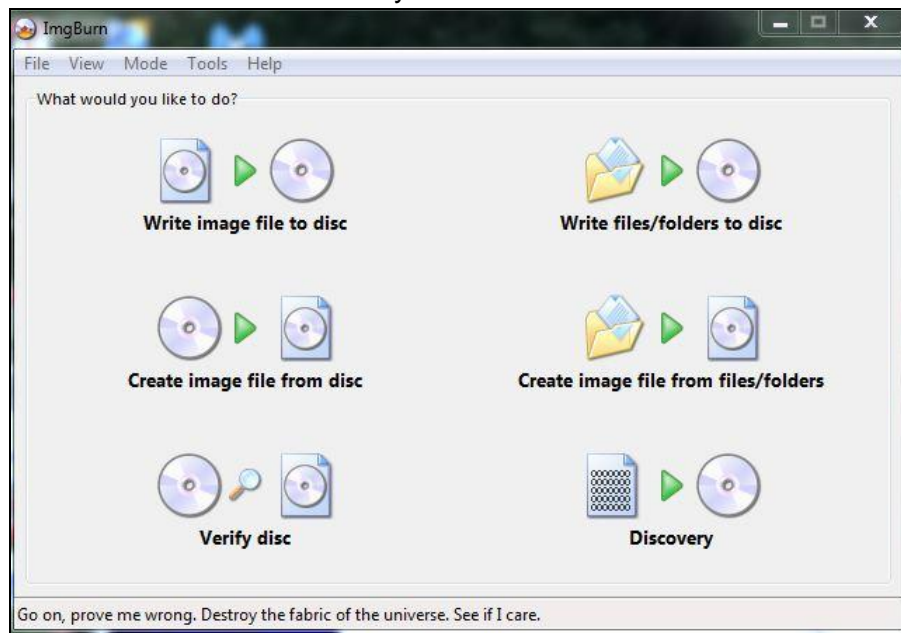 ImgBurn
File View Mode Tools Help
What would you like to do?
Write image file to disc
Write files/folders to disc
Create image file from disc
Create image file from files/folders
Verify disc
Discovery
Go on, prove me wrong. Destroy the fabric of the universe. See if I care.